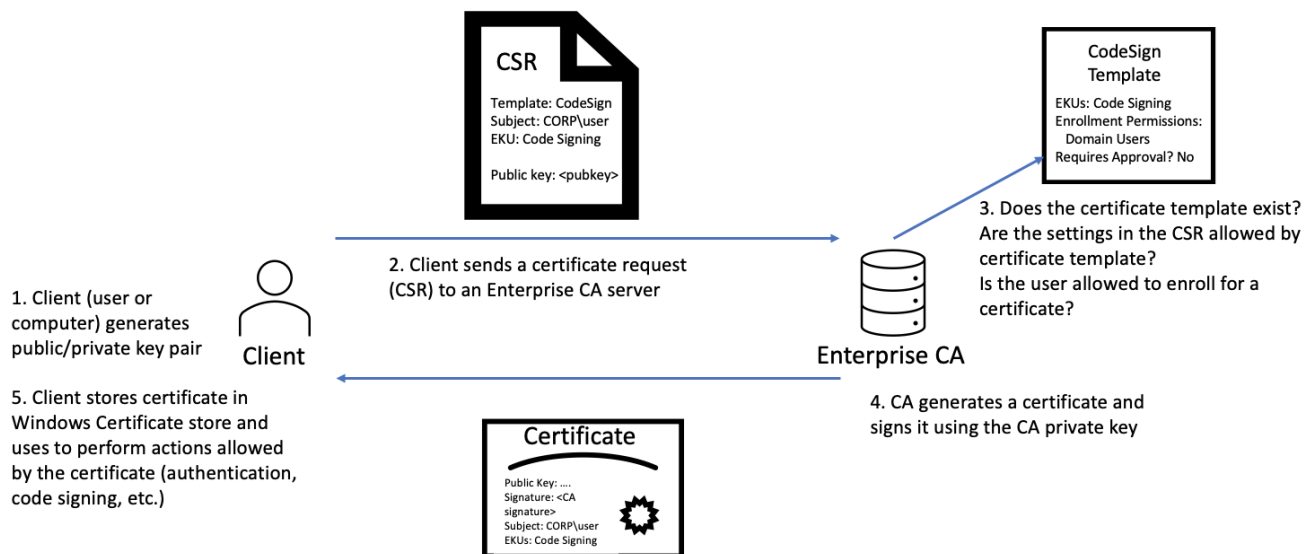 CSR
Template: CodeSign
Subject: CORP\user
EKU: Code Signing
Public key: <pubkey>
CodeSign
Template
EKUs: Code Signing
Enrollment Permissions:
Domain Users
Requires Approval? No
1. Client (user or
computer) generates
public/private key pair
Client
2. Client sends a certificate request
(CSR) to an Enterprise CA server
Enterprise CA
3. Does the certificate template exist?
Are the settings in the CSR allowed by
certificate template?
Is the user allowed to enroll for a
certificate?
4. CA generates a certificate and
signs it using the CA private key
Certificate
Public Key: ....
Signature: <CA
signature>
Subject: CORP\user
EKUs: Code Signing
5. Client stores certificate in
Windows Certificate store and
uses to perform actions allowed
by the certificate (authentication,
code signing, etc.)